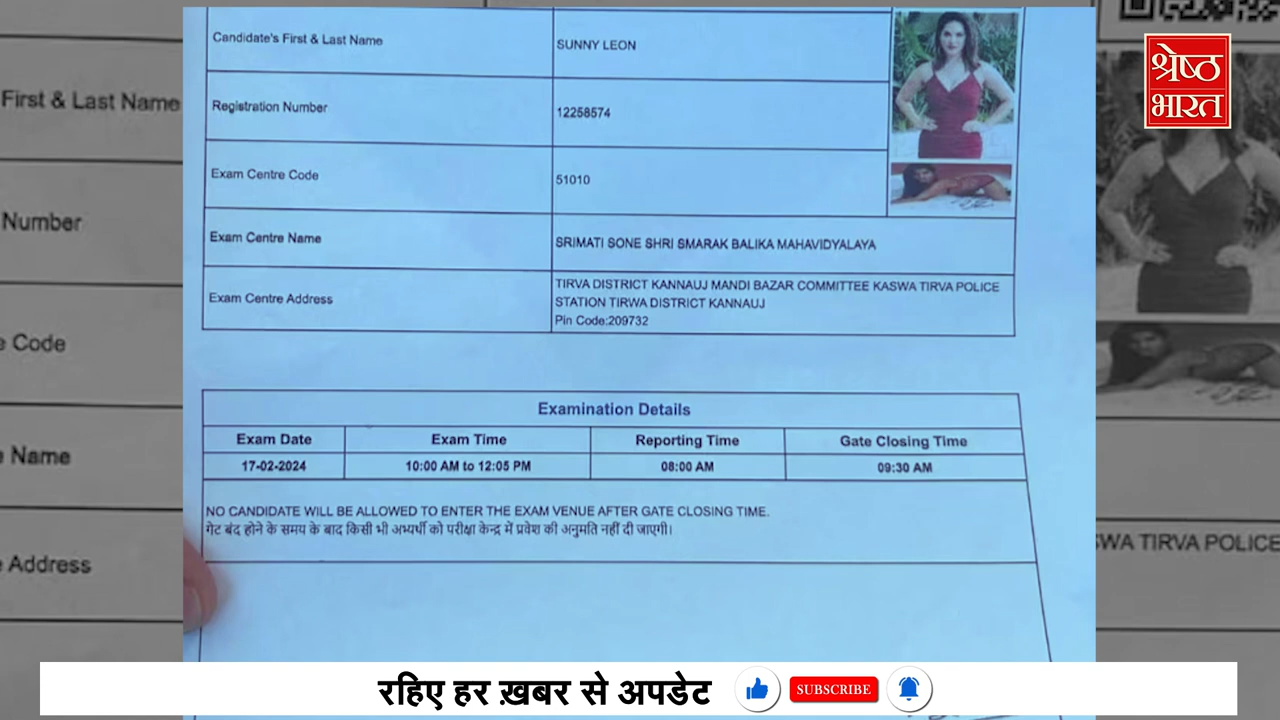 Candidate's First & Last Name
SUNNY LEON
Registration Number
12258574
Exam Centre Code
51010
Exam Centre Name
SRIMATI SONE SHRI SMARAK BALIKA MAHAVIDYALAYA
Exam Centre Address
TIRVA DISTRICT KANNAUJ MANDI BAZAR COMMITTEE KASWA TIRVA POLICE
STATION TIRWA DISTRICT KANNAUJ
Pin Code:209732
Examination Details
Exam Date Exam Time Reporting Time Gate Closing Time
17-02-2024 10:00 AM to 12:05 PM 08:00 AM 09:30 AM
NO CANDIDATE WILL BE ALLOWED TO ENTER THE EXAM VENUE AFTER GATE CLOSING TIME.
गेट बंद होने के समय के बाद किसी भी अभ्यर्थी को परीक्षा केन्द्र में प्रवेश की अनुमति नहीं दी जाएगी।
First & Last Name
Number
Code
Name
Address
WA TIRVA POLICE
श्रेष्ठ
भारत
रहिए हर ख़बर से अपडेट
SUBSCRIBE